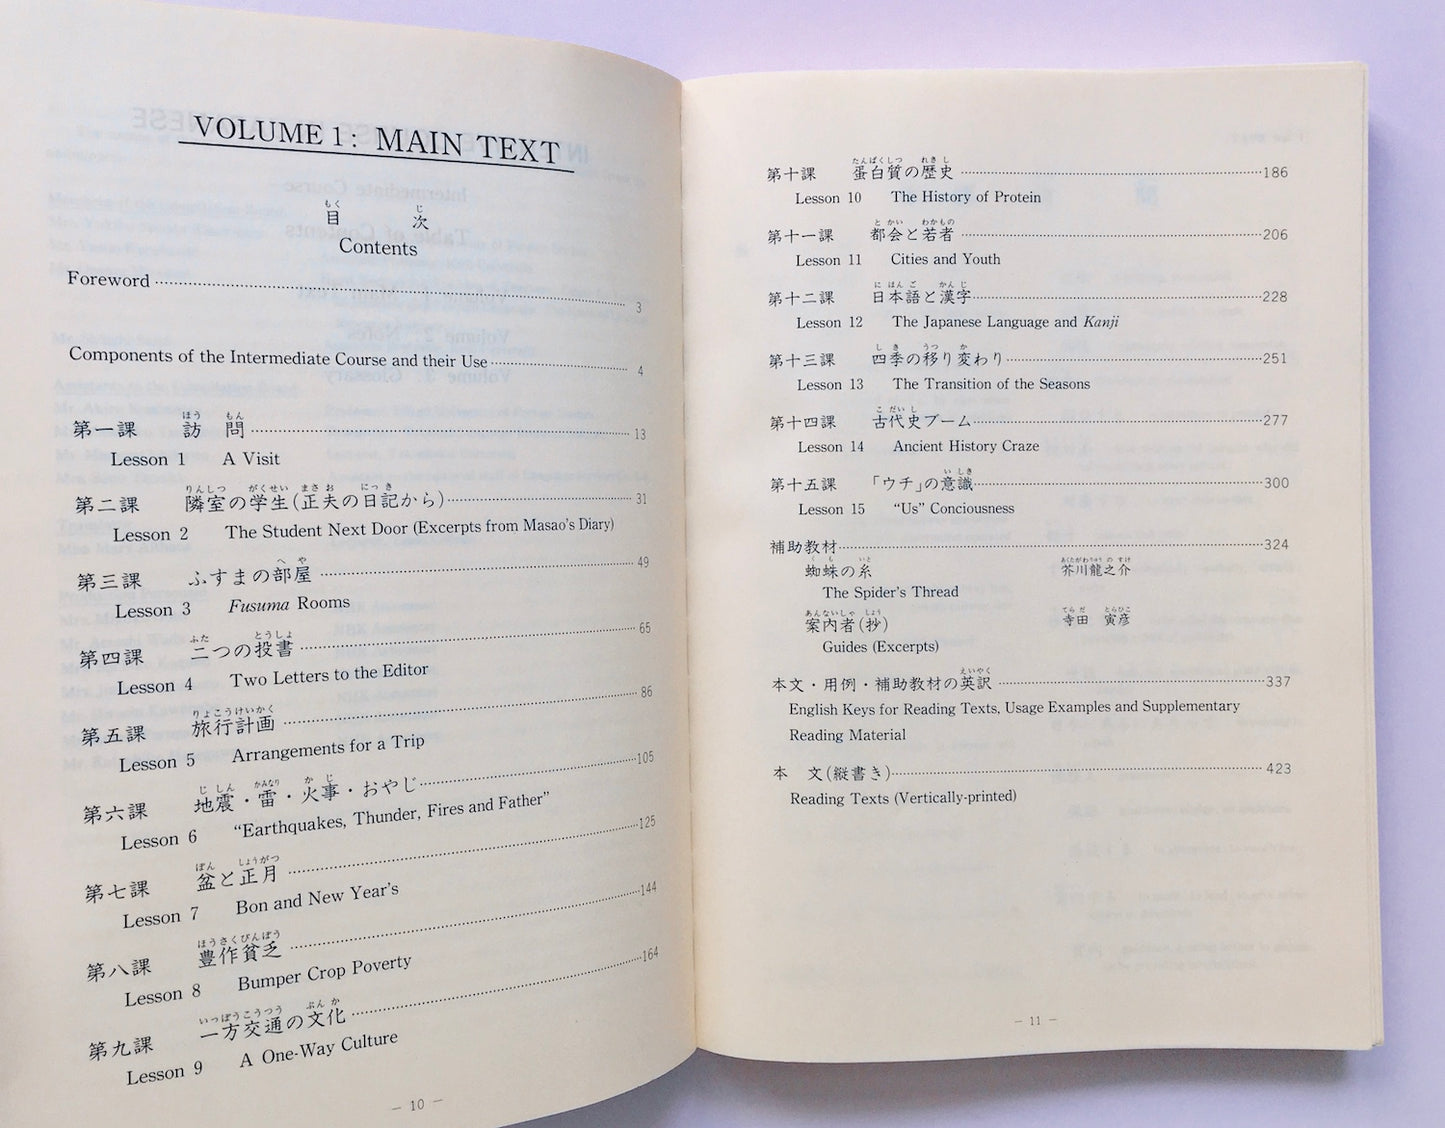 VOLUME 1: MAIN TEXT
目 次
Contents
Foreword 3
Components of the Intermediate Course and their Use 4
第一課 訪問 13
Lesson 1 A Visit
第二課 隣室の学生(正夫の日記から) 31
Lesson 2 The Student Next Door (Excerpts from Masao's Diary)
第三課 ふすまの部屋 49
Lesson 3 Fusuma Rooms
第四課 二つの投書 65
Lesson 4 Two Letters to the Editor
第五課 旅行計画 86
Lesson 5 Arrangements for a Trip
第六課 地震・雷・火事・おやじ 105
Lesson 6 “Earthquakes, Thunder, Fires and Father”
第七課 盆と正月 125
Lesson 7 Bon and New Year's
第八課 豊作貧乏 144
Lesson 8 Bumper Crop Poverty
第九課 一方交通の文化 164
Lesson 9 A One-Way Culture
— 10 —
第十課 蛋白質の歴史 186
Lesson 10 The History of Protein
第十一課 都会と若者 206
Lesson 11 Cities and Youth
第十二課 日本語と漢字 228
Lesson 12 The Japanese Language and Kanji
第十三課 四季の移り変わり 251
Lesson 13 The Transition of the Seasons
第十四課 古代史ブーム 277
Lesson 14 Ancient History Craze
第十五課 「ウチ」の意識 300
Lesson 15 “Us” Conciousness
補助教材 324
蜘蛛の糸 芥川龍之介
The Spider's Thread
案内者(抄) 寺田 寅彦
Guides (Excerpts)
本文・用例・補助教材の英訳 337
English Keys for Reading Texts, Usage Examples and Supplementary
Reading Material
本 文(縦書き) 423
Reading Texts (Vertically-printed)
— 11 —